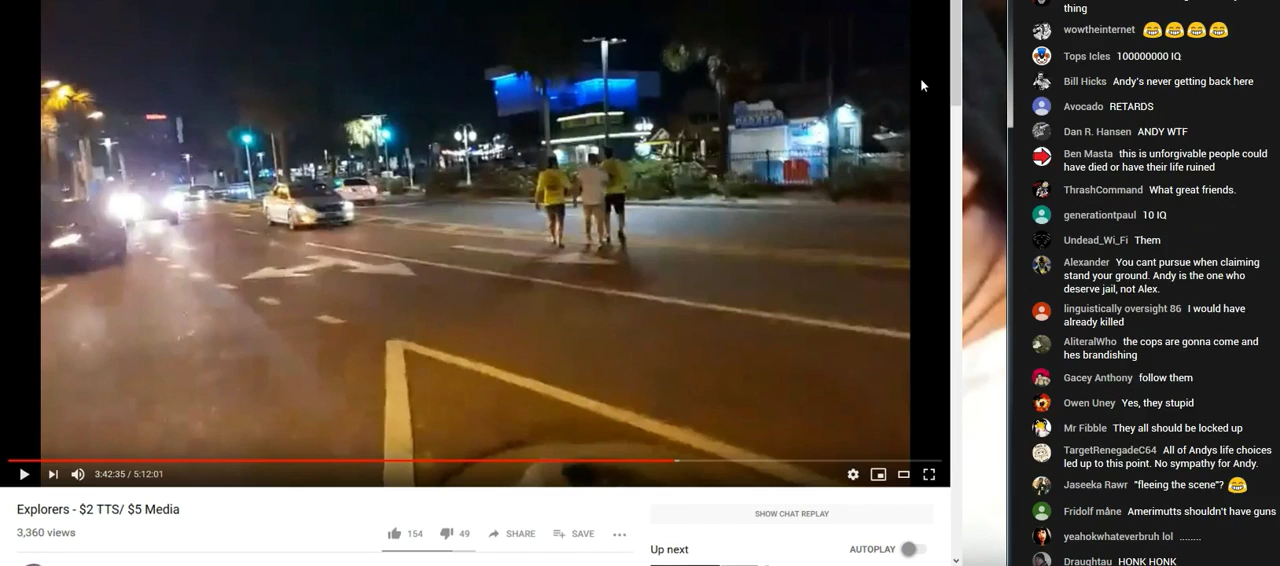 thing
wowtheinternet 😂 😂 😂 😂
Tops Icles 100000000 IQ
Bill Hicks Andy's never getting back here
Avocado RETARDS
Dan R. Hansen ANDY WTF
Ben Masta this is unforgivable people could
have died or have their life ruined
ThrashCommand What great friends.
generationtpaul 10 IQ
Undead_Wi_Fi Them
Alexander You cant pursue when claiming
stand your ground. Andy is the one who
deserve jail, not Alex.
linguistically oversight 86 I would have
already killed
AliteralWho the cops are gonna come and
hes brandishing
Gacey Anthony follow them
Owen Uney Yes, they stupid
Mr Fibble They all should be locked up
TargetRenegadeC64 All of Andys life choices
led up to this point. No sympathy for Andy.
Jaseeka Rawr "fleeing the scene"? 😂
Fridolf måne Amerimutts shouldn't have guns
yeahokwhateverbruh lol ........
Draughtau HONK HONK
3:42:35 / 5:12:01
Explorers - $2 TTS/ $5 Media
3,360 views
154 49 SHARE SAVE
SHOW CHAT REPLAY
Up next AUTOPLAY